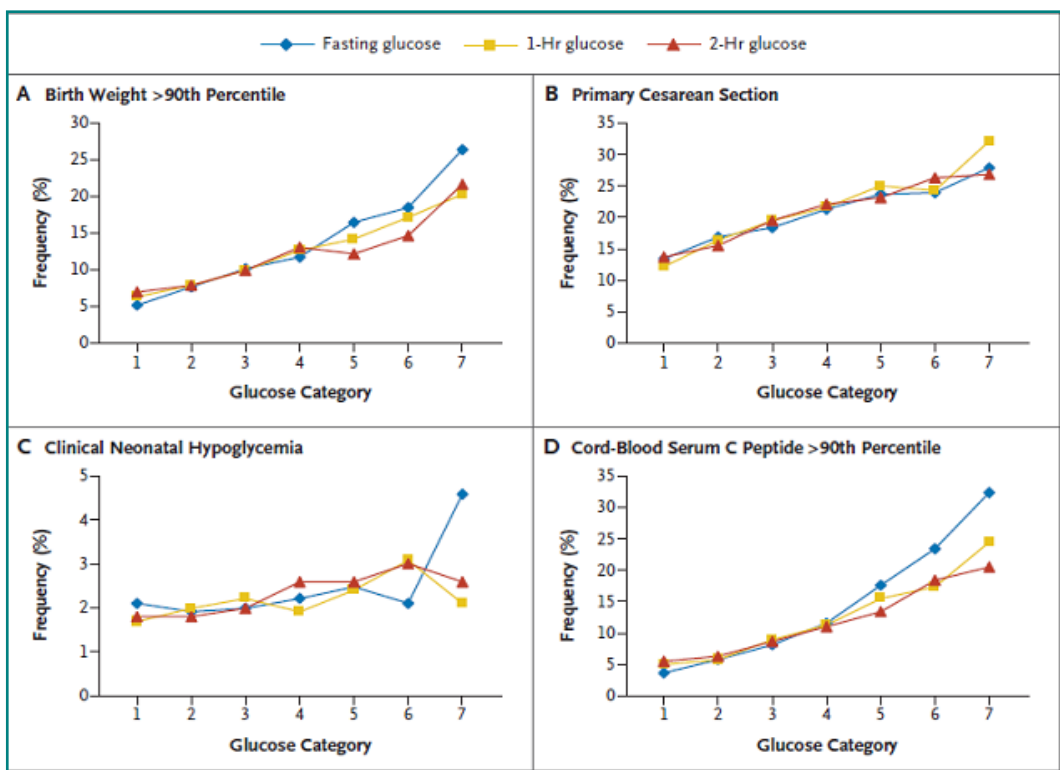 Fasting glucose 1-Hr glucose 2-Hr glucose
A Birth Weight >90th Percentile
30
25
20
15
10
5
0
Frequency (%)
1 2 3 4 5 6 7
Glucose Category
B Primary Cesarean Section
35
30
25
20
15
10
5
0
Frequency (%)
1 2 3 4 5 6 7
Glucose Category
C Clinical Neonatal Hypoglycemia
5
4
3
2
1
0
Frequency (%)
1 2 3 4 5 6 7
Glucose Category
D Cord-Blood Serum C Peptide >90th Percentile
35
30
25
20
15
10
5
0
Frequency (%)
1 2 3 4 5 6 7
Glucose Category